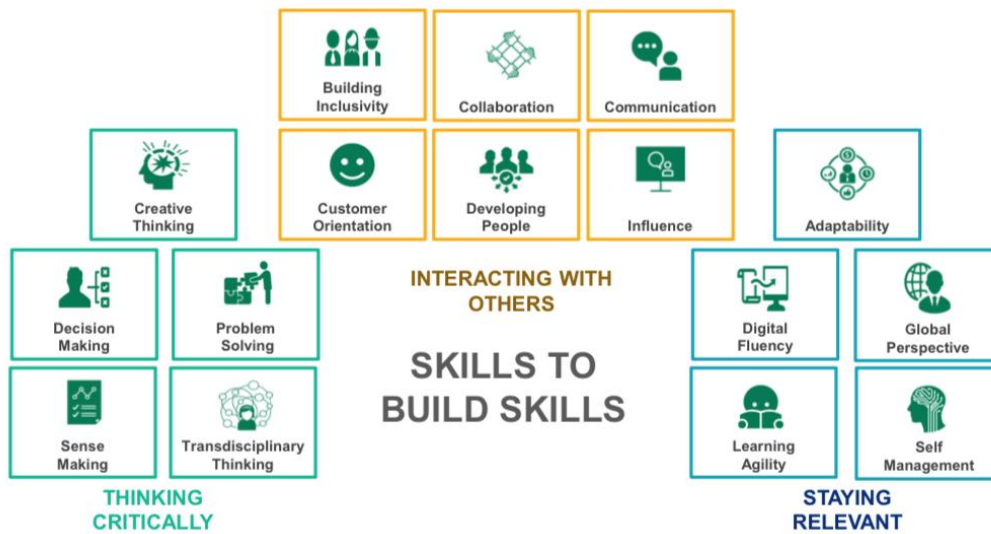 Building
Inclusivity
Collaboration
Communication
Creative
Thinking
Customer
Orientation
Developing
People
Influence
Adaptability
INTERACTING WITH
OTHERS
Decision
Making
Problem
Solving
Digital
Fluency
Global
Perspective
SKILLS TO
BUILD SKILLS
Sense
Making
Transdisciplinary
Thinking
Learning
Agility
Self
Management
THINKING
CRITICALLY
STAYING
RELEVANT